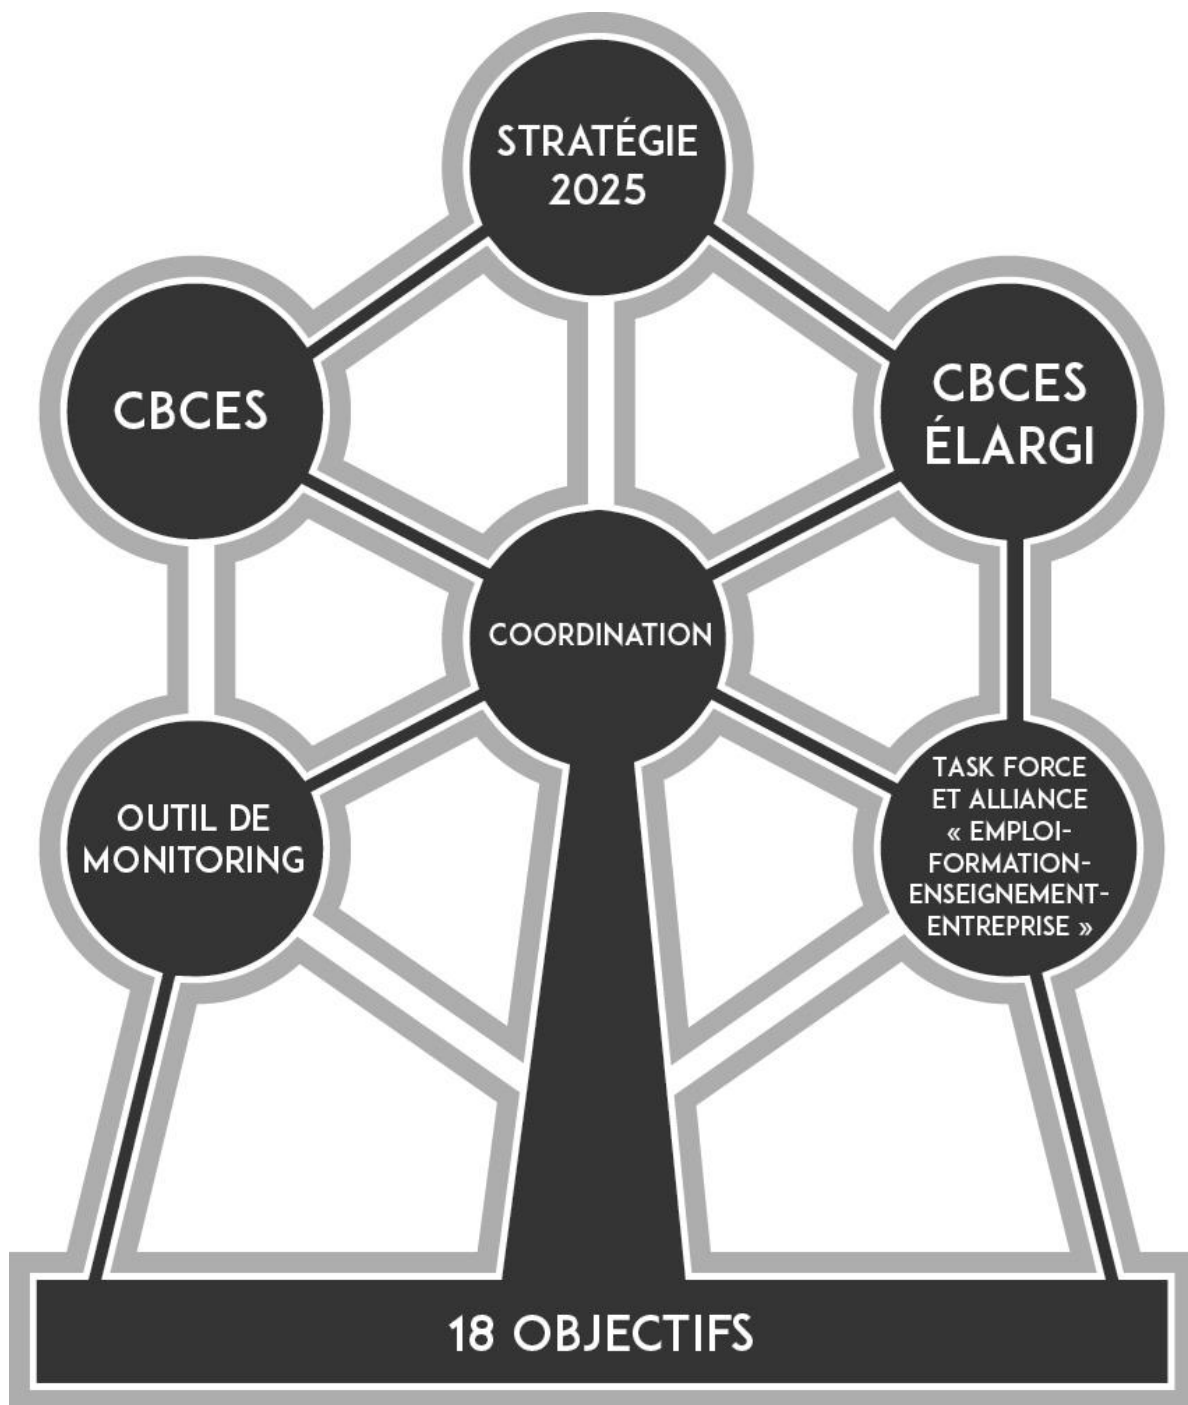 STRATÉGIE
2025
CBCES
CBCES
ÉLARGI
COORDINATION
OUTIL DE
MONITORING
TASK FORCE
ET ALLIANCE
« EMPLOI-
FORMATION-
ENSEIGNEMENT-
ENTREPRISE »
18 OBJECTIFS